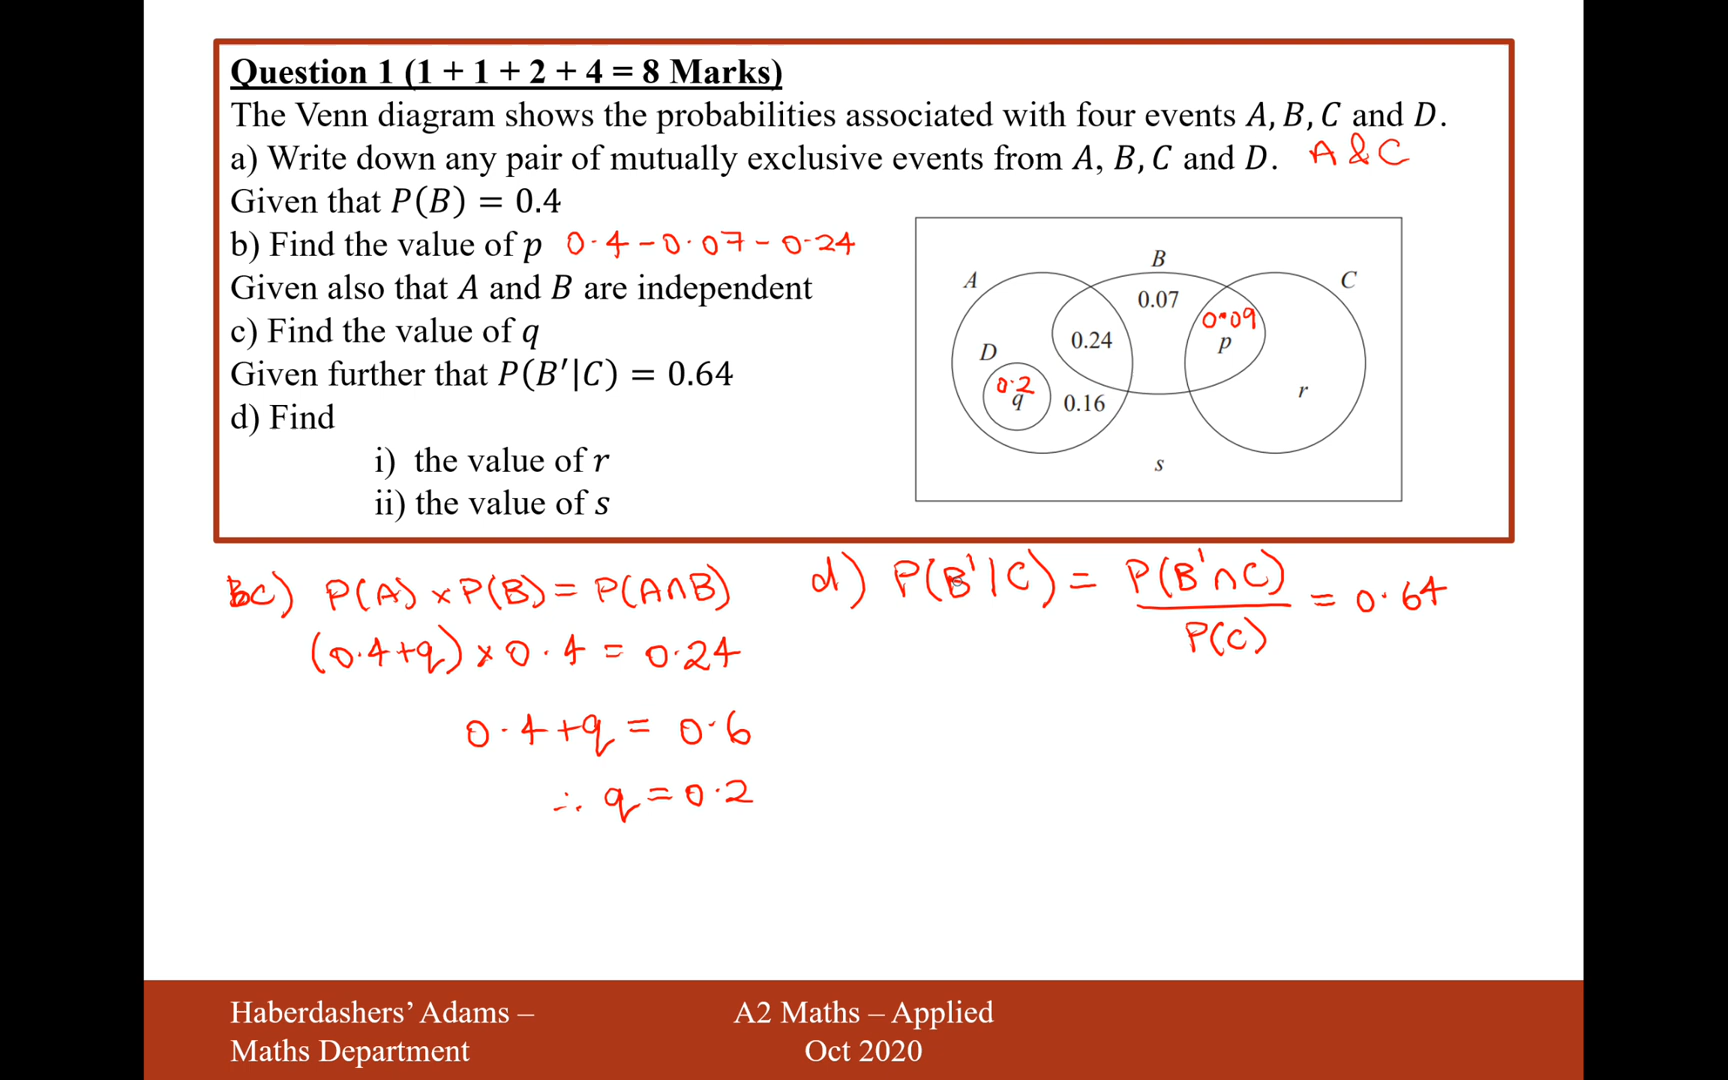 Question 1 (1 + 1 + 2 + 4 = 8 Marks)
The Venn diagram shows the probabilities associated with four events A, B, C and D.
a) Write down any pair of mutually exclusive events from A, B, C and D. A & C
Given that P(B) = 0.4
b) Find the value of p 0.4 - 0.07 - 0.24
Given also that A and B are independent
c) Find the value of q
Given further that P(B′|C) = 0.64
d) Find
i) the value of r
ii) the value of s
B
A
C
0.07
0.09
0.24
p
D
0.2
q
0.16
r
s
c) P(A) × P(B) = P(A∩B)
(0.4+q) × 0.4 = 0.24
0.4+q = 0.6
∴ q = 0.2
d) P(B'|C) = P(B'∩C) = 0.64
P(C)
Haberdashers’ Adams –
Maths Department
A2 Maths – Applied
Oct 2020